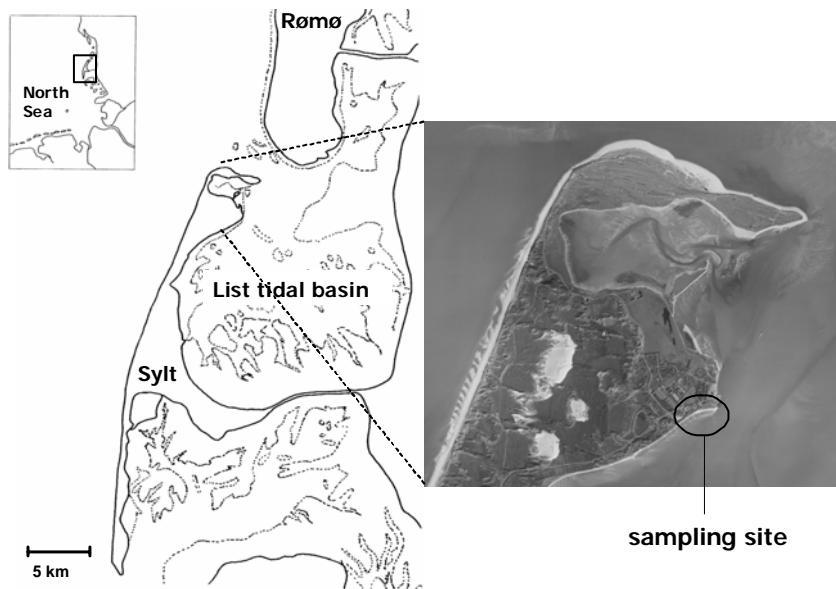 Rømø
North
Sea
List tidal basin
Sylt
sampling site
5 km